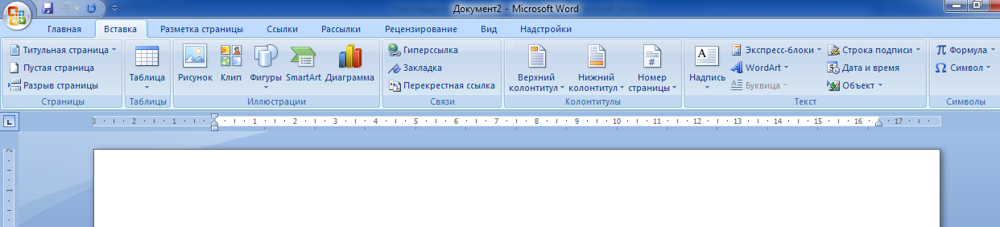 Документ2 - Microsoft Word
Главная Вставка Разметка страницы Ссылки Рассылки Рецензирование Вид Надстройки
Титульная страница
Пустая страница
Разрыв страницы
Страницы
Таблица
Таблицы
Рисунок Клип Фигуры SmartArt Диаграмма
Иллюстрации
Гиперссылка
Закладка
Перекрестная ссылка
Связи
Верхний колонтитул
Нижний колонтитул
Номер страницы
Колонтитулы
Надпись
Экспресс-блоки
WordArt
Буквица
Строка подписи
Дата и время
Объект
Текст
π Формула
Ω Символ
Символы
3 2 1 1 2 3 4 5 6 7 8 9 10 11 12 13 14 15 16 17
2
1